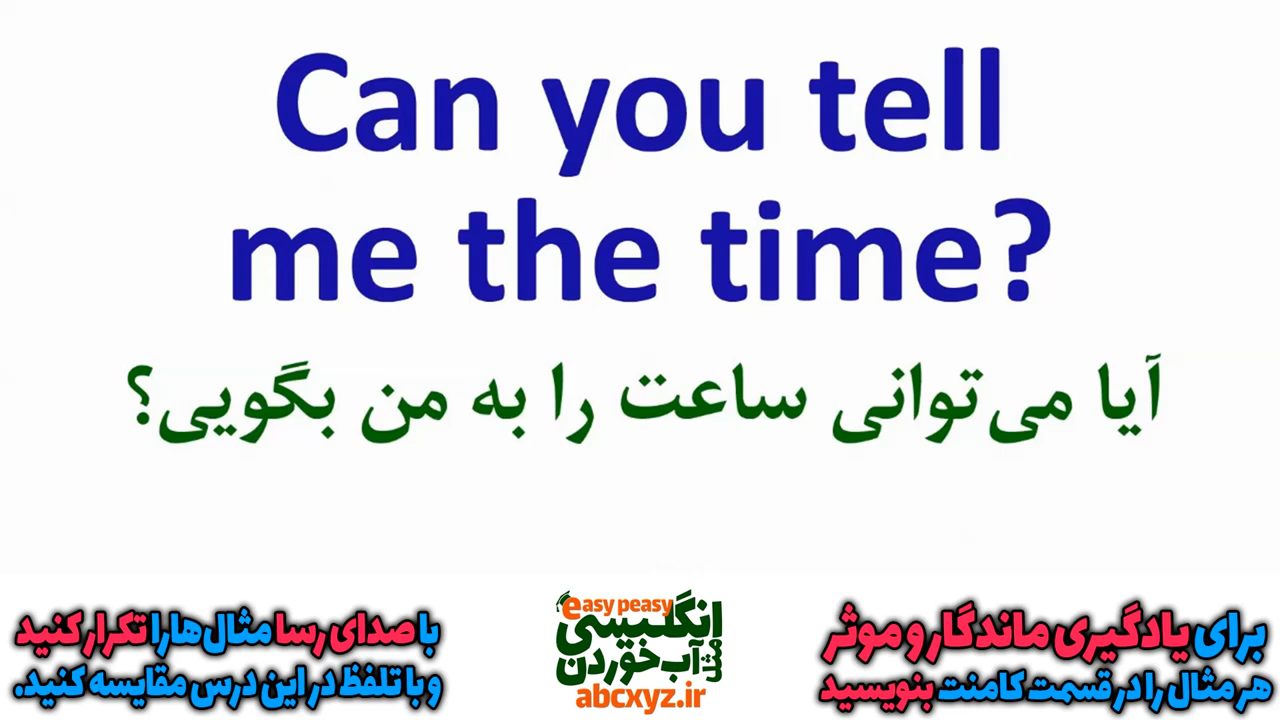 Can you tell
me the time?
آیا می‌توانی ساعت را به من بگویی؟
برای یادگیری ماندگار و موثر
هر مثال را در قسمت کامنت بنویسید
easy peasy
انگلیسی
مثل آب خوردن
abcxyz.ir
با صدای رسا مثال‌ها را تکرار کنید
و با تلفظ در این درس مقایسه کنید.